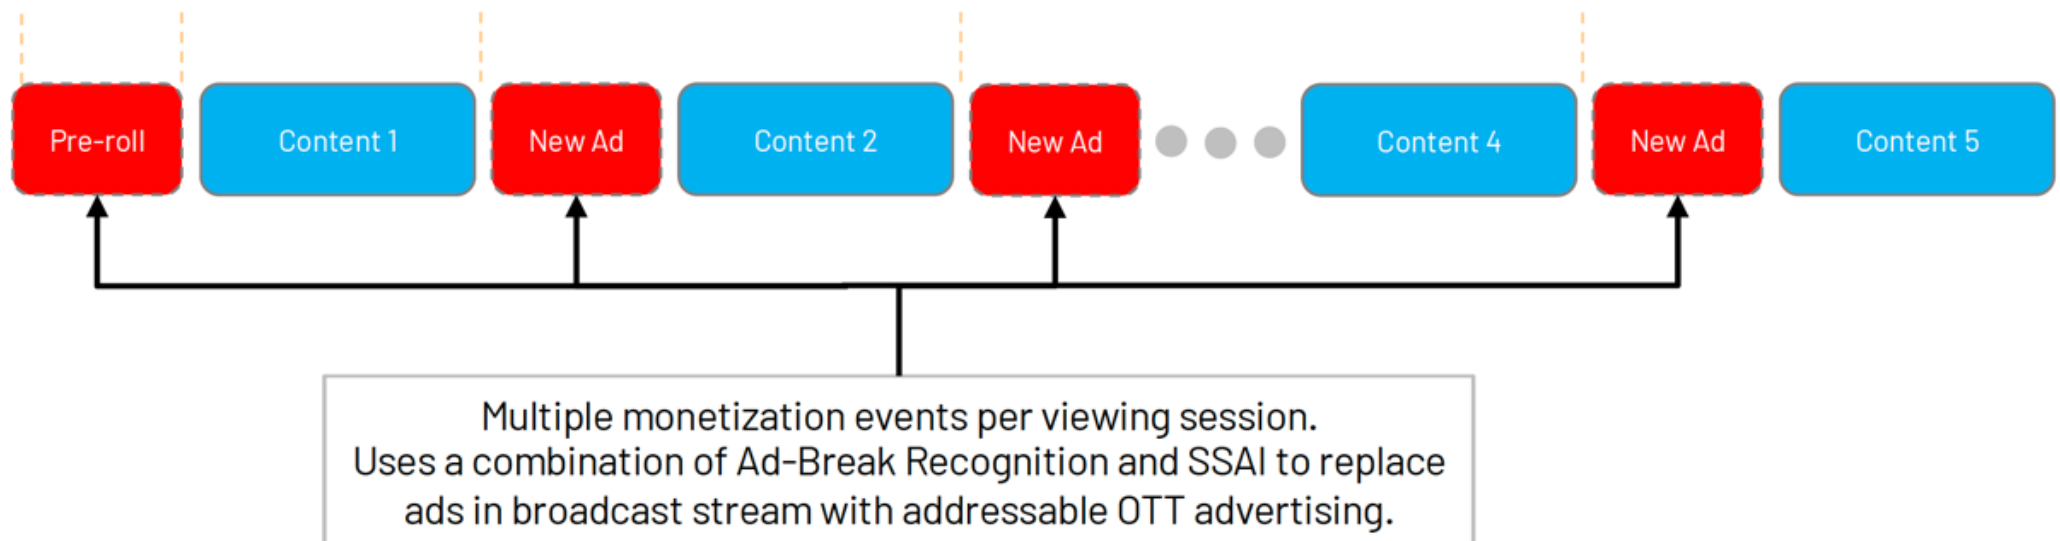 Pre-roll
Content 1
New Ad
Content 2
New Ad
Content 4
New Ad
Content 5
Multiple monetization events per viewing session.
Uses a combination of Ad-Break Recognition and SSAI to replace
ads in broadcast stream with addressable OTT advertising.